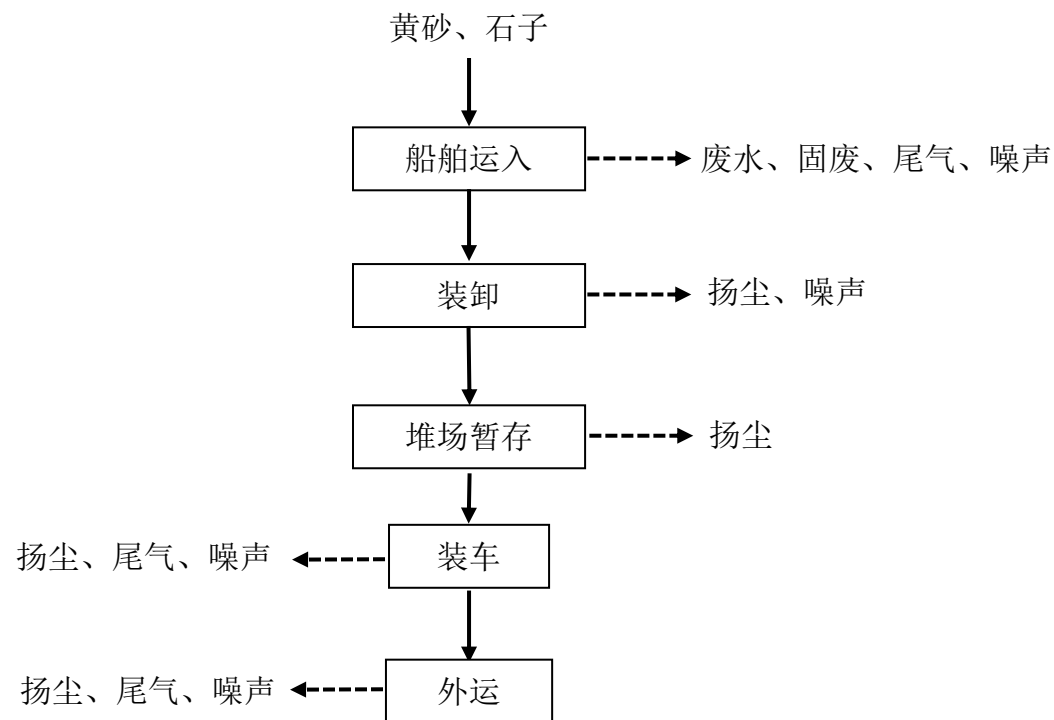 黄砂、石子
船舶运入
废水、固废、尾气、噪声
装卸
扬尘、噪声
堆场暂存
扬尘
扬尘、尾气、噪声
装车
扬尘、尾气、噪声
外运